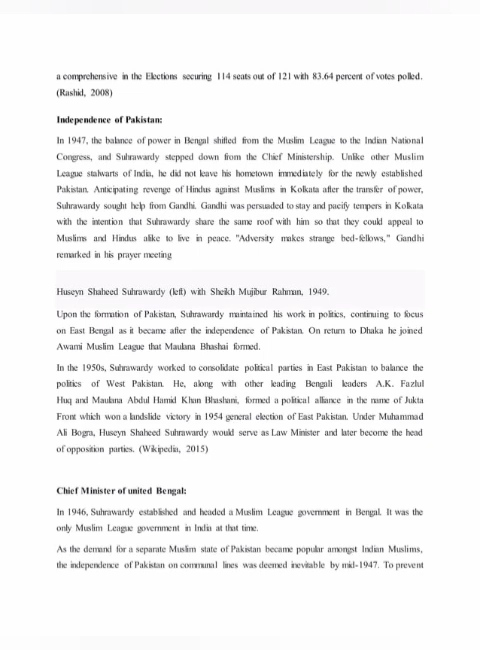 a comprehensive in the Elections securing 114 seats out of 121 with 83.64 percent of votes polled.
(Rashid, 2008)
Independence of Pakistan:
In 1947, the balance of power in Bengal shifted from the Muslim League to the Indian National
Congress, and Suhrawardy stepped down from the Chief Ministership. Unlike other Muslim
League stalwarts of India, he did not leave his hometown immediately for the newly established
Pakistan. Anticipating revenge of Hindus against Muslims in Kolkata after the transfer of power,
Suhrawardy sought help from Gandhi. Gandhi was persuaded to stay and pacify tempers in Kolkata
with the intention that Suhrawardy share the same roof with him so that they could appeal to
Muslims and Hindus alike to live in peace. "Adversity makes strange bed-fellows," Gandhi
remarked in his prayer meeting
Huseyn Shaheed Suhrawardy (left) with Sheikh Mujibur Rahman, 1949.
Upon the formation of Pakistan, Suhrawardy maintained his work in politics, continuing to focus
on East Bengal as it became after the independence of Pakistan. On return to Dhaka he joined
Awami Muslim League that Maulana Bhashai formed.
In the 1950s, Suhrawardy worked to consolidate political parties in East Pakistan to balance the
politics of West Pakistan. He, along with other leading Bengali leaders A.K. Fazlul
Huq and Maulana Abdul Hamid Khan Bhashani, formed a political alliance in the name of Jukta
Front which won a landslide victory in 1954 general election of East Pakistan. Under Muhammad
Ali Bogra, Huseyn Shaheed Suhrawardy would serve as Law Minister and later become the head
of opposition parties. (Wikipedia, 2015)
Chief Minister of united Bengal:
In 1946, Suhrawardy established and headed a Muslim League government in Bengal. It was the
only Muslim League government in India at that time.
As the demand for a separate Muslim state of Pakistan became popular amongst Indian Muslims,
the independence of Pakistan on communal lines was deemed inevitable by mid-1947. To prevent